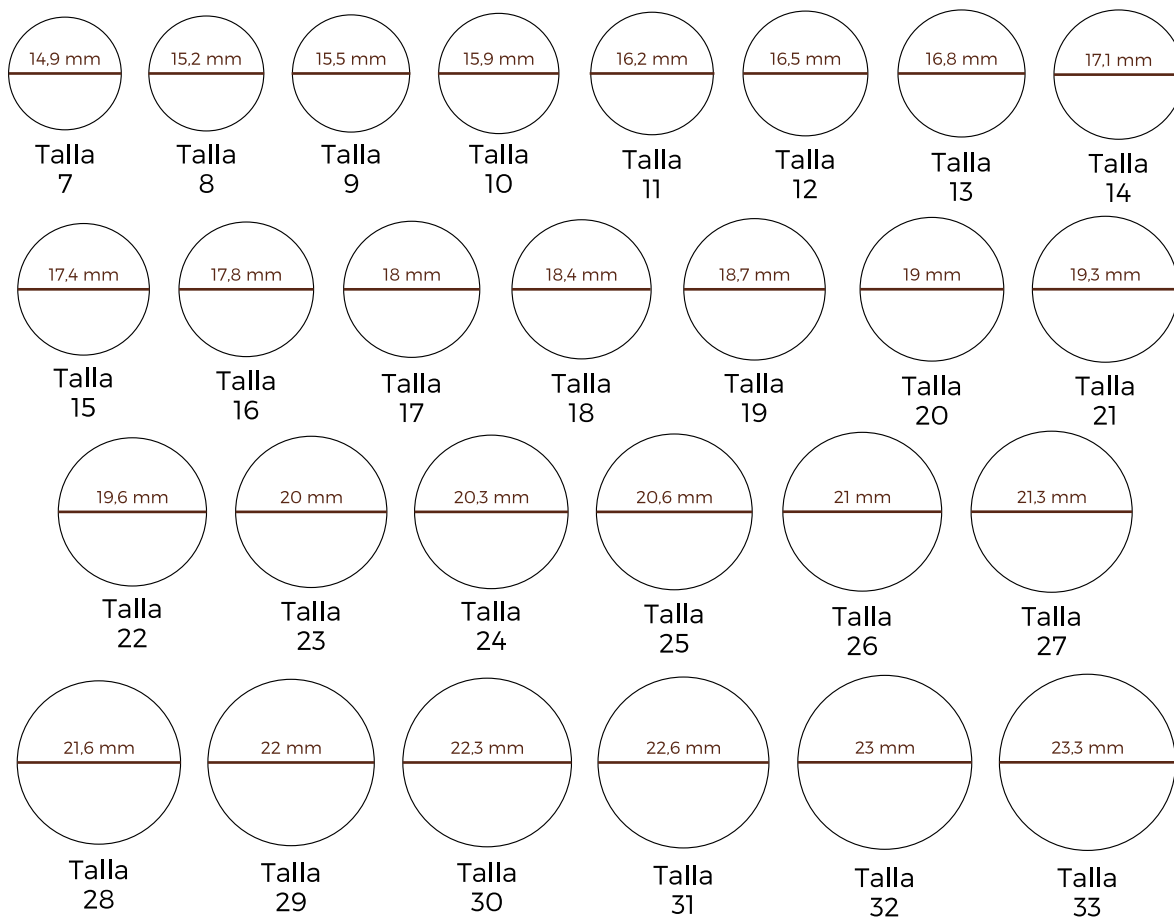 14,9 mm 15,2 mm 15,5 mm 15,9 mm 16,2 mm 16,5 mm 16,8 mm 17,1 mm
Talla Talla Talla Talla Talla Talla Talla Talla
7 8 9 10 11 12 13 14
17,4 mm 17,8 mm 18 mm 18,4 mm 18,7 mm 19 mm 19,3 mm
Talla Talla Talla Talla Talla Talla Talla
15 16 17 18 19 20 21
19,6 mm 20 mm 20,3 mm 20,6 mm 21 mm 21,3 mm
Talla Talla Talla Talla Talla Talla
22 23 24 25 26 27
21,6 mm 22 mm 22,3 mm 22,6 mm 23 mm 23,3 mm
Talla Talla Talla Talla Talla Talla
28 29 30 31 32 33